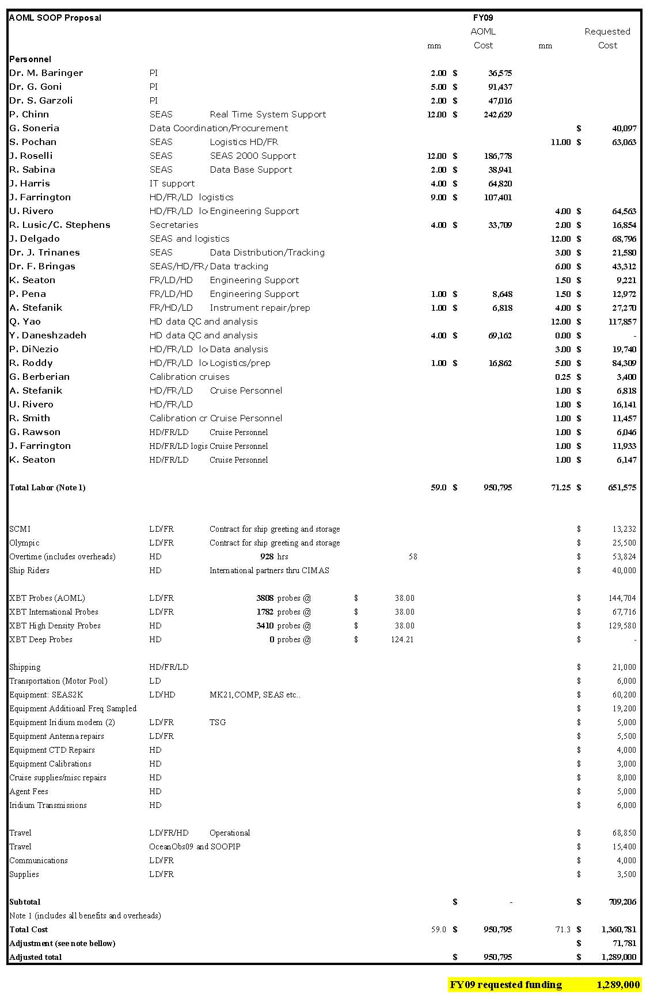 AOML SOOP Proposal FY09
AOML Requested
mm Cost mm Cost
Personnel
Dr. M. Baringer PI 2.00 $ 36,575
Dr. G. Goni PI 5.00 $ 91,437
Dr. S. Garzoli PI 2.00 $ 47,016
P. Chinn SEAS Real Time System Support 12.00 $ 242,629
G. Soneria Data Coordination/Procurement $ 40,097
S. Pochan SEAS Logistics HD/FR 11.00 $ 63,063
J. Roselli SEAS SEAS 2000 Support 12.00 $ 186,778
R. Sabina SEAS Data Base Support 2.00 $ 38,941
J. Harris IT support 4.00 $ 64,820
J. Farrington HD/FR/LD logistics 9.00 $ 107,401
U. Rivero HD/FR/LD lo Engineering Support 4.00 $ 64,563
R. Lusic/C. Stephens Secretaries 4.00 $ 33,709 2.00 $ 16,854
J. Delgado SEAS and logistics 12.00 $ 68,796
Dr. J. Trinanes SEAS Data Distribution/Tracking 3.00 $ 21,580
Dr. F. Bringas SEAS/HD/FR/ Data tracking 6.00 $ 43,312
K. Seaton FR/LD/HD Engineering Support 1.50 $ 9,221
P. Pena FR/LD/HD Engineering Support 1.00 $ 8,648 1.50 $ 12,972
A. Stefanik FR/HD/LD Instrument repair/prep 1.00 $ 6,818 4.00 $ 27,270
Q. Yao HD data QC and analysis 12.00 $ 117,857
Y. Daneshzadeh HD data QC and analysis 4.00 $ 69,162 0.00 $ -
P. DiNezio HD/FR/LD lo Data analysis 3.00 $ 19,740
R. Roddy HD/FR/LD lo Logistics/prep 1.00 $ 16,862 5.00 $ 84,309
G. Berberian Calibration cruises 0.25 $ 3,400
A. Stefanik HD/FR/LD Cruise Personnel 1.00 $ 6,818
U. Rivero HD/FR/LD 1.00 $ 16,141
R. Smith Calibration cr Cruise Personnel 1.00 $ 11,457
G. Rawson HD/FR/LD Cruise Personnel 1.00 $ 6,046
J. Farrington HD/FR/LD logis Cruise Personnel 1.00 $ 11,933
K. Seaton HD/FR/LD Cruise Personnel 1.00 $ 6,147
Total Labor (Note 1) 59.0 $ 950,795 71.25 $ 651,575
SCMI LD/FR Contract for ship greeting and storage $ 13,232
Olympic LD/FR Contract for ship greeting and storage $ 25,500
Overtime (includes overheads) HD 928 hrs 58 $ 53,824
Ship Riders HD International partners thru CIMAS $ 40,000
XBT Probes (AOML) LD/FR 3808 probes @ $ 38.00 $ 144,704
XBT International Probes LD/FR 1782 probes @ $ 38.00 $ 67,716
XBT High Density Probes HD 3410 probes @ $ 38.00 $ 129,580
XBT Deep Probes HD 0 probes @ $ 124.21 $ -
Shipping HD/FR/LD $ 21,000
Transportation (Motor Pool) LD $ 6,000
Equipment: SEAS2K LD/HD MK21,COMP, SEAS etc.. $ 60,200
Equipment Additioanl Freq Sampled $ 19,200
Equipment Iridium modem (2) LD/FR TSG $ 5,000
Equipment Antenna repairs LD/FR $ 5,500
Equipment CTD Repairs HD $ 4,000
Equipment Calibrations HD $ 3,000
Cruise supplies/misc repairs HD $ 8,000
Agent Fees HD $ 5,000
Iridium Transmissions HD $ 6,000
Travel LD/FR/HD Operational $ 68,850
Travel OceanObs09 and SOOPIP $ 15,400
Communications LD/FR $ 4,000
Supplies LD/FR $ 3,500
Subtotal $ - $ 709,206
Note 1 (includes all benefits and overheads)
Total Cost 59.0 $ 950,795 71.3 $ 1,360,781
Adjustment (see note bellow) $ 71,781
Adjusted total $ 950,795 $ 1,289,000
FY09 requested funding 1,289,000